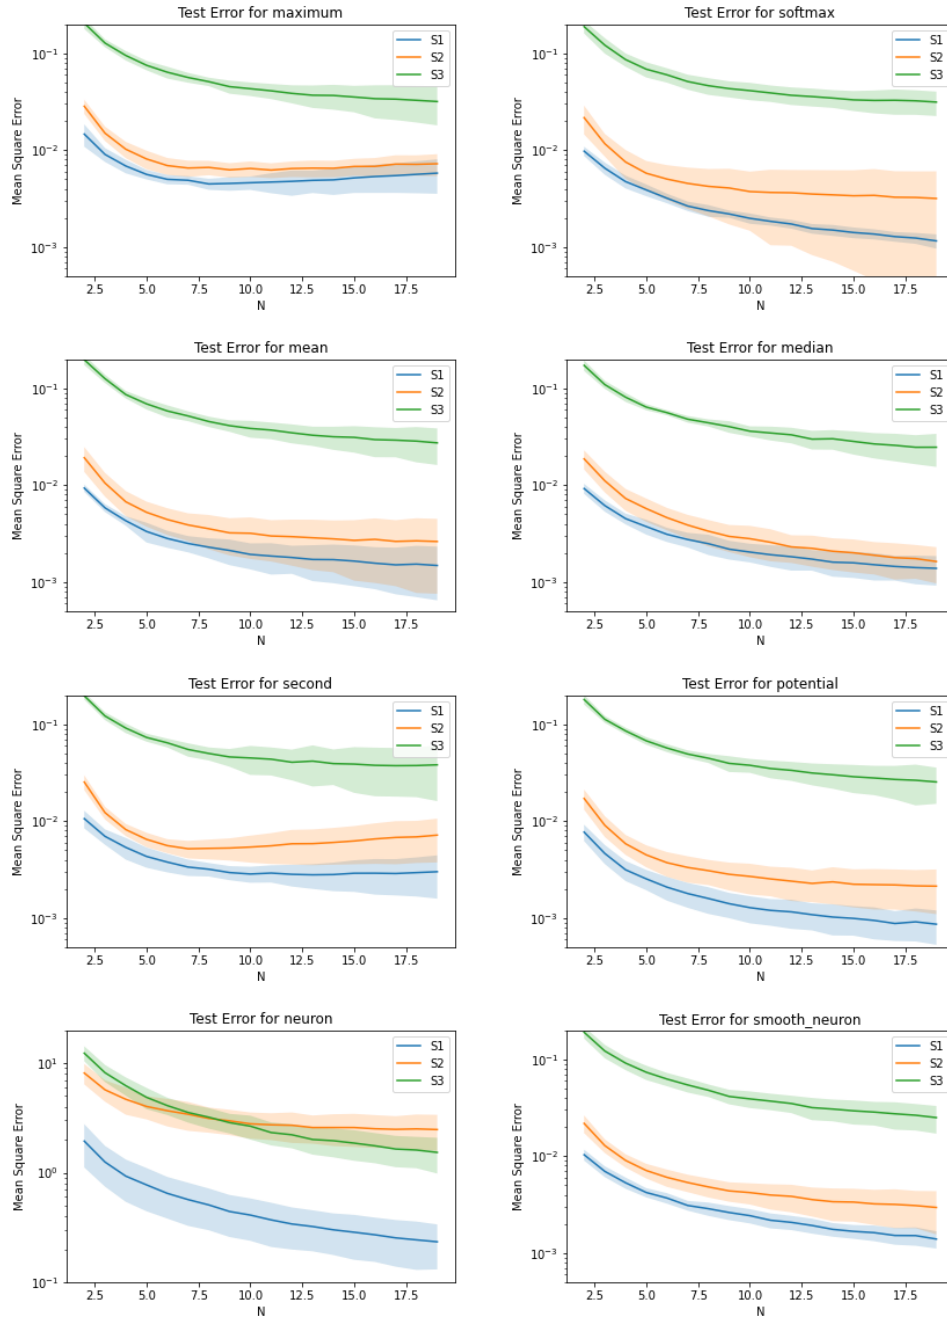 Test Error for maximum
S1
S2
S3
10⁻¹
10⁻²
10⁻³
Mean Square Error
2.5 5.0 7.5 10.0 12.5 15.0 17.5
N
Test Error for softmax
S1
S2
S3
10⁻¹
10⁻²
10⁻³
Mean Square Error
2.5 5.0 7.5 10.0 12.5 15.0 17.5
N
Test Error for mean
S1
S2
S3
10⁻¹
10⁻²
10⁻³
Mean Square Error
2.5 5.0 7.5 10.0 12.5 15.0 17.5
N
Test Error for median
S1
S2
S3
10⁻¹
10⁻²
10⁻³
Mean Square Error
2.5 5.0 7.5 10.0 12.5 15.0 17.5
N
Test Error for second
S1
S2
S3
10⁻¹
10⁻²
10⁻³
Mean Square Error
2.5 5.0 7.5 10.0 12.5 15.0 17.5
N
Test Error for potential
S1
S2
S3
10⁻¹
10⁻²
10⁻³
Mean Square Error
2.5 5.0 7.5 10.0 12.5 15.0 17.5
N
Test Error for neuron
S1
S2
S3
10¹
10⁰
10⁻¹
Mean Square Error
2.5 5.0 7.5 10.0 12.5 15.0 17.5
N
Test Error for smooth_neuron
S1
S2
S3
10⁻¹
10⁻²
10⁻³
Mean Square Error
2.5 5.0 7.5 10.0 12.5 15.0 17.5
N